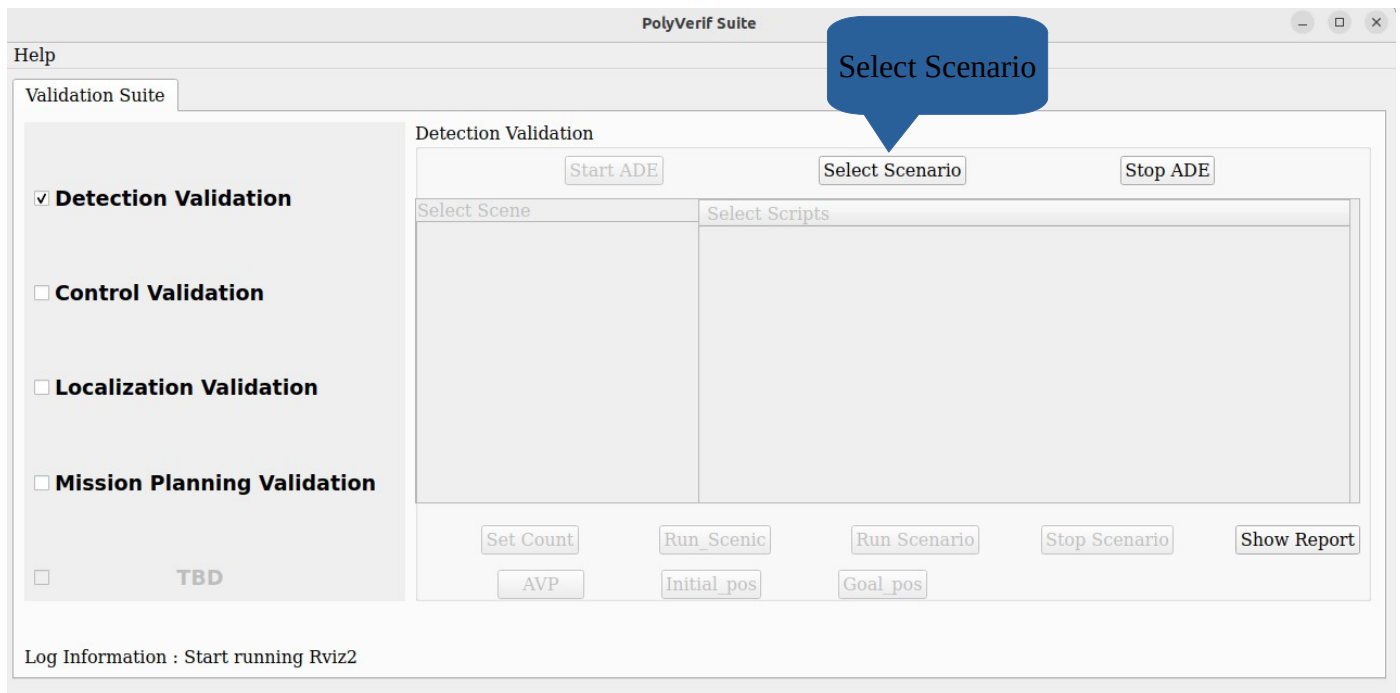 PolyVerif Suite
Help
Select Scenario
Validation Suite
Detection Validation
Start ADE
Select Scenario
Stop ADE
Detection Validation
Select Scene
Select Scripts
Control Validation
Localization Validation
Mission Planning Validation
TBD
Set Count
Run_Scenic
Run Scenario
Stop Scenario
Show Report
AVP
Initial_pos
Goal_pos
Log Information : Start running Rviz2